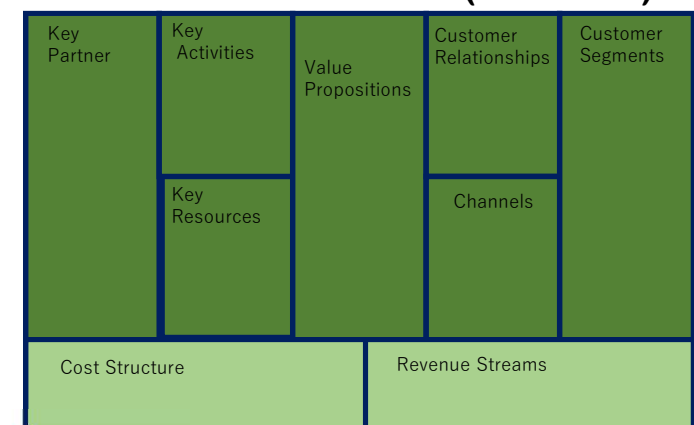 Key
Partner
Key
Activities
Key
Resources
Value
Propositions
Customer
Relationships
Channels
Customer
Segments
Cost Structure
Revenue Streams